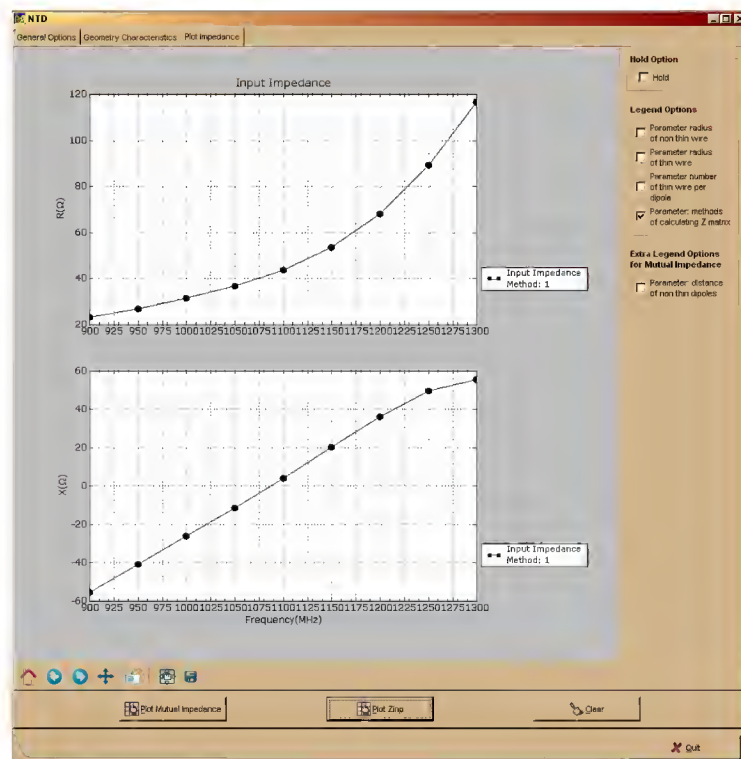 NTD
General Options Geometry Characteristics Plot Impedance
Input Impedance
120
100
80
60
40
20
R(Ω)
900 925 950 975 1000 1025 1050 1075 1100 1125 1150 1175 1200 1225 1250 1275 1300
Input Impedance
Method: 1
60
40
20
0
-20
-40
-60
X(Ω)
900 925 950 975 1000 1025 1050 1075 1100 1125 1150 1175 1200 1225 1250 1275 1300
Frequency(MHz)
Input Impedance
Method: 1
Hold Option
Hold
Legend Options
Parameter radius
of non thin wire
Parameter radius
of thin wire
Parameter number
of thin wire per
dipole
Parameter: methods
of calculating Z matrix
Extra Legend Options
for Mutual Impedance
Parameter: distance
of non thin dipoles
Plot Mutual Impedance
Plot Zinp
Clear
Quit